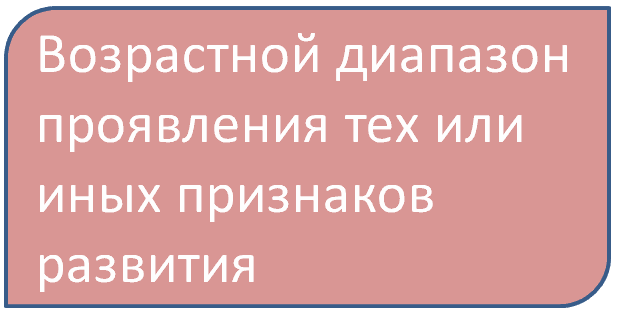 Возрастной диапазон
проявления тех или
иных признаков
развития